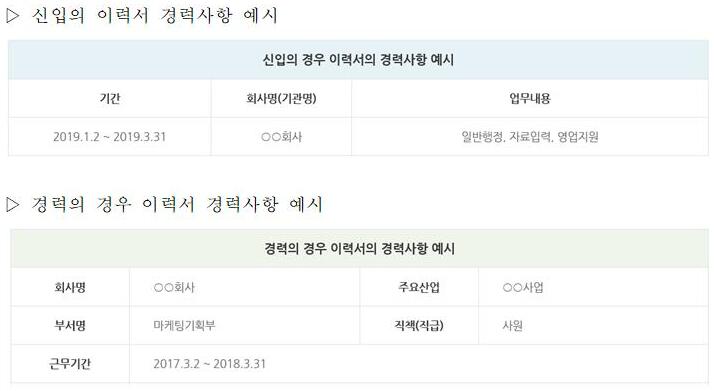 ▷ 신입의 이력서 경력사항 예시
신입의 경우 이력서의 경력사항 예시
기간 회사명(기관명) 업무내용
2019.1.2 ~ 2019.3.31 ○○회사 일반행정, 자료입력, 영업지원
▷ 경력의 경우 이력서 경력사항 예시
경력의 경우 이력서의 경력사항 예시
회사명 ○○회사 주요산업 ○○사업
부서명 마케팅기획부 직책(직급) 사원
근무기간 2017.3.2 ~ 2018.3.31